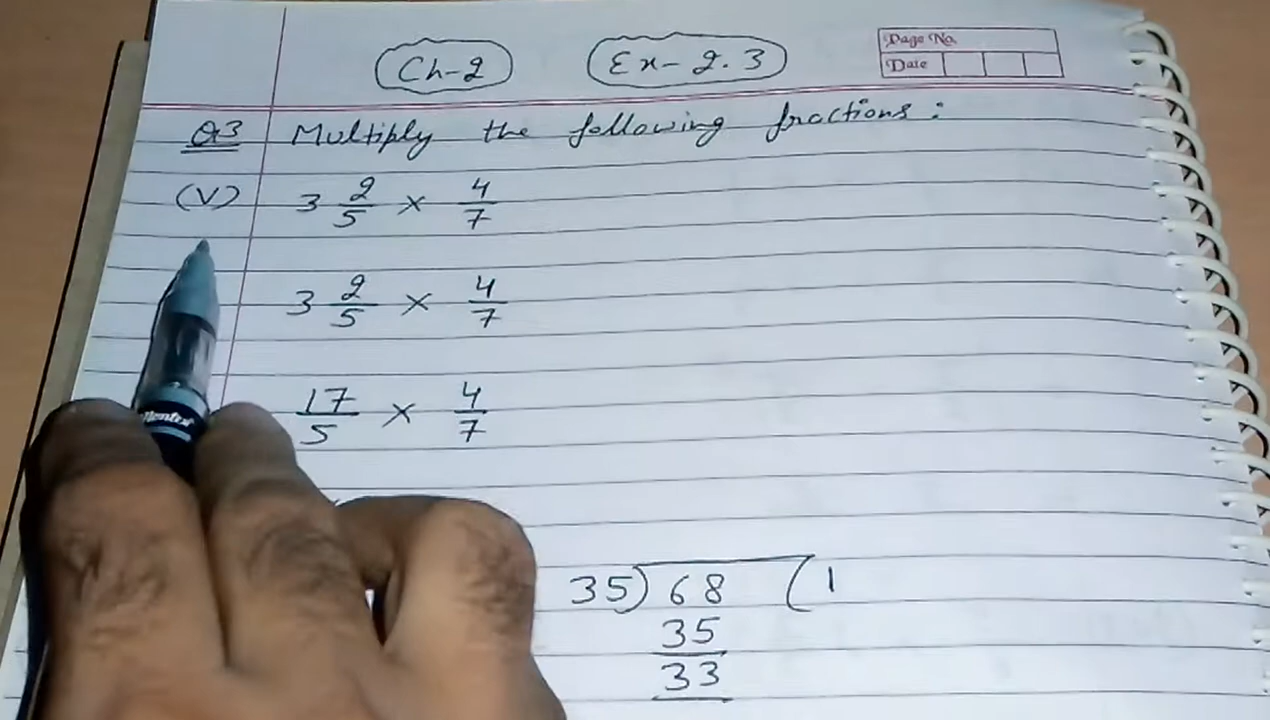 Ch-2 Ex-2.3
Page No.
Date
Q3 Multiply the following fractions :
(V) 3 2/5 × 4/7
3 2/5 × 4/7
17/5 × 4/7
35)68(1
35
33
Mentor